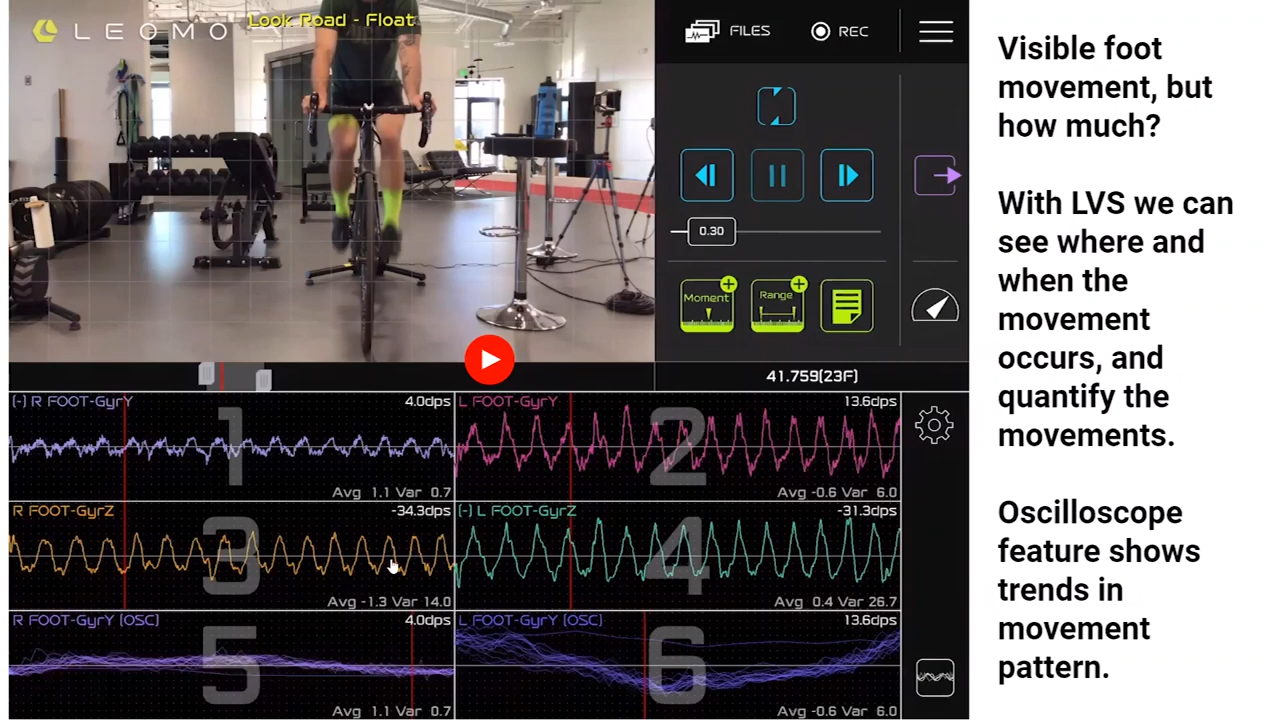 LEOMO
Look Road - Float
FILES
REC
0.30
Moment
Range
41.759(23F)
(-) R FOOT-GyrY
4.0dps
1
Avg 1.1 Var 0.7
L FOOT-GyrY
13.6dps
2
Avg -0.6 Var 6.0
R FOOT-GyrZ
-34.3dps
3
Avg -1.3 Var 14.0
(-) L FOOT-GyrZ
-31.3dps
4
Avg 0.4 Var 26.7
R FOOT-GyrY (OSC)
4.0dps
5
Avg 1.1 Var 0.7
L FOOT-GyrY (OSC)
13.6dps
6
Avg -0.6 Var 6.0
Visible foot
movement, but
how much?
With LVS we can
see where and
when the
movement
occurs, and
quantify the
movements.
Oscilloscope
feature shows
trends in
movement
pattern.